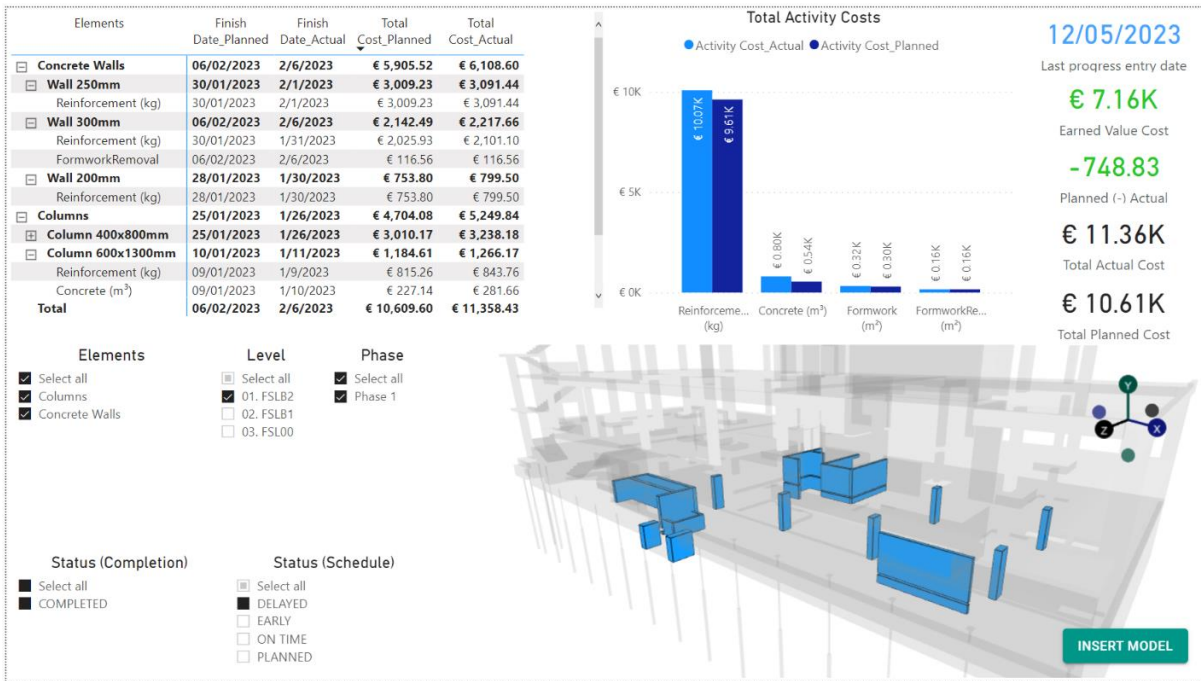 Elements Finish Finish Total Total
Date_Planned Date_Actual Cost_Planned Cost_Actual
Concrete Walls 06/02/2023 2/6/2023 € 5,905.52 € 6,108.60
Wall 250mm 30/01/2023 2/1/2023 € 3,009.23 € 3,091.44
Reinforcement (kg) 30/01/2023 2/1/2023 € 3,009.23 € 3,091.44
Wall 300mm 06/02/2023 2/6/2023 € 2,142.49 € 2,217.66
Reinforcement (kg) 30/01/2023 1/31/2023 € 2,025.93 € 2,101.10
FormworkRemoval 06/02/2023 2/6/2023 € 116.56 € 116.56
Wall 200mm 28/01/2023 1/30/2023 € 753.80 € 799.50
Reinforcement (kg) 28/01/2023 1/30/2023 € 753.80 € 799.50
Columns 25/01/2023 1/26/2023 € 4,704.08 € 5,249.84
Column 400x800mm 25/01/2023 1/26/2023 € 3,010.17 € 3,238.18
Column 600x1300mm 10/01/2023 1/11/2023 € 1,184.61 € 1,266.17
Reinforcement (kg) 09/01/2023 1/9/2023 € 815.26 € 843.76
Concrete (m³) 09/01/2023 1/10/2023 € 227.14 € 281.66
Total 06/02/2023 2/6/2023 € 10,609.60 € 11,358.43
Total Activity Costs
Activity Cost_Actual Activity Cost_Planned
€ 10K
€ 5K
€ 0K
€ 10.07K
€ 9.61K
€ 0.80K
€ 0.54K
€ 0.32K
€ 0.30K
€ 0.16K
€ 0.16K
Reinforceme... Concrete (m³) Formwork FormworkRe...
(kg) (m²) (m²)
12/05/2023
Last progress entry date
€ 7.16K
Earned Value Cost
-748.83
Planned (-) Actual
€ 11.36K
Total Actual Cost
€ 10.61K
Total Planned Cost
Elements
Select all
Columns
Concrete Walls
Level
Select all
01. FSLB2
02. FSLB1
03. FSL00
Phase
Select all
Phase 1
Status (Completion)
Select all
COMPLETED
Status (Schedule)
Select all
DELAYED
EARLY
ON TIME
PLANNED
Y
Z
X
INSERT MODEL